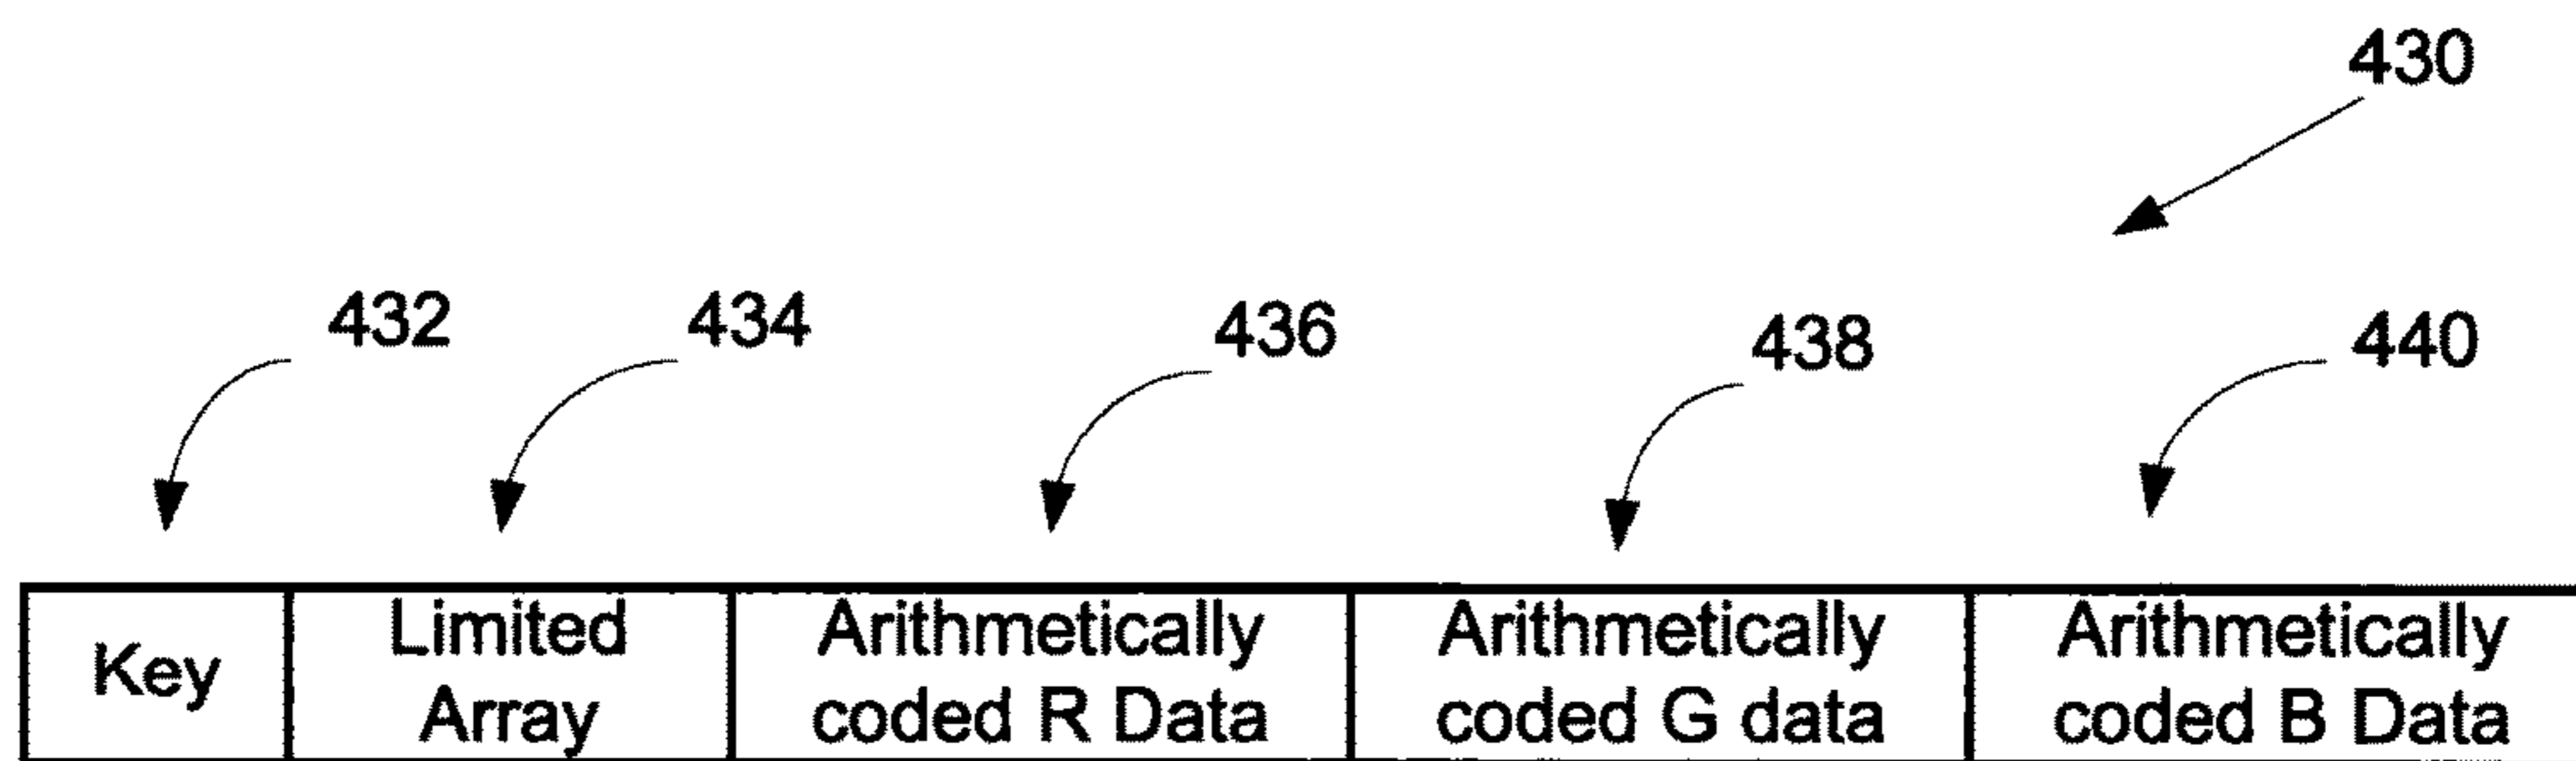 430
432
434
436
438
440
Key
Limited
Array
Arithmetically
coded R Data
Arithmetically
coded G data
Arithmetically
coded B Data